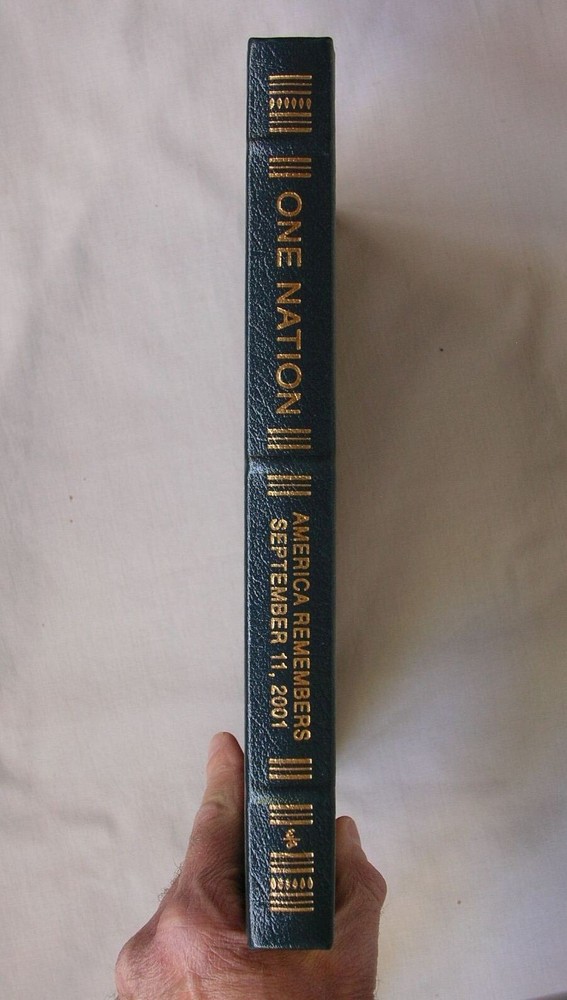 ONE NATION
AMERICA REMEMBERS
SEPTEMBER 11, 2001